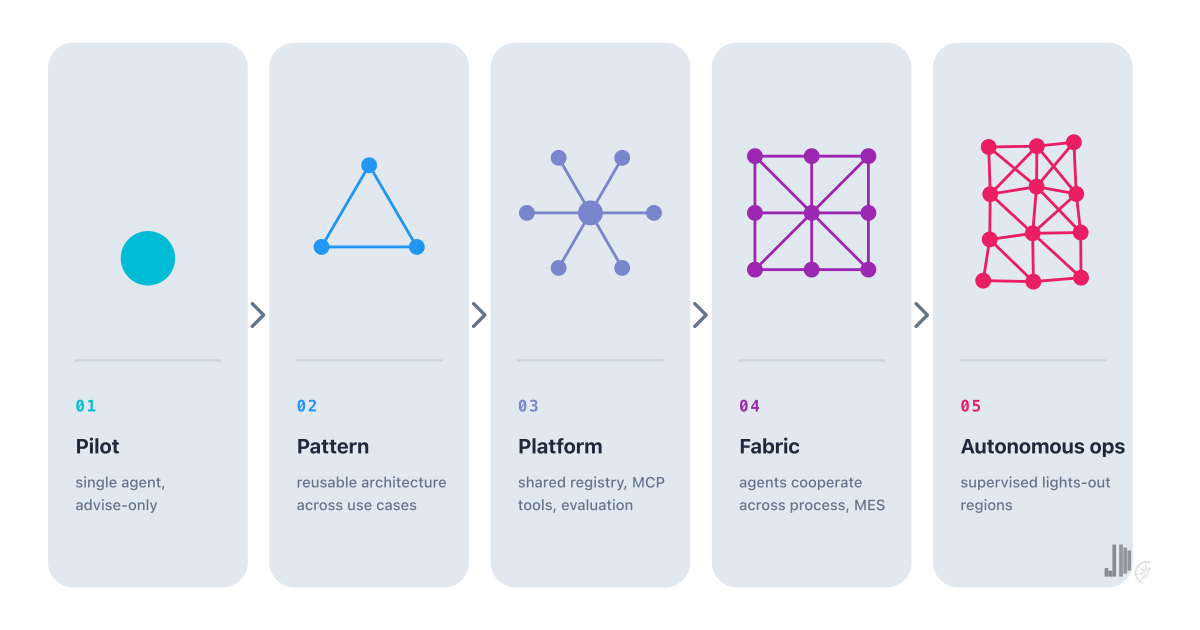 01
Pilot
single agent,
advise-only
02
Pattern
reusable architecture
across use cases
03
Platform
shared registry, MCP
tools, evaluation
04
Fabric
agents cooperate
across process, MES
05
Autonomous ops
supervised lights-out
regions